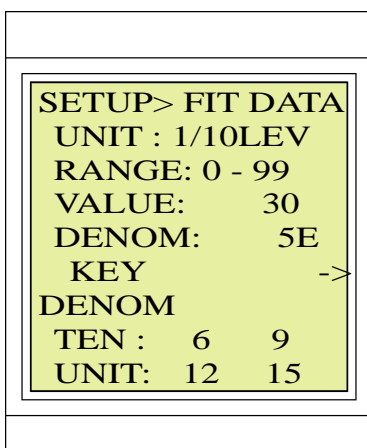 SETUP> FIT DATA
UNIT : 1/10LEV
RANGE: 0 - 99
VALUE: 30
DENOM: 5E
KEY ->
DENOM
TEN : 6 9
UNIT: 12 15